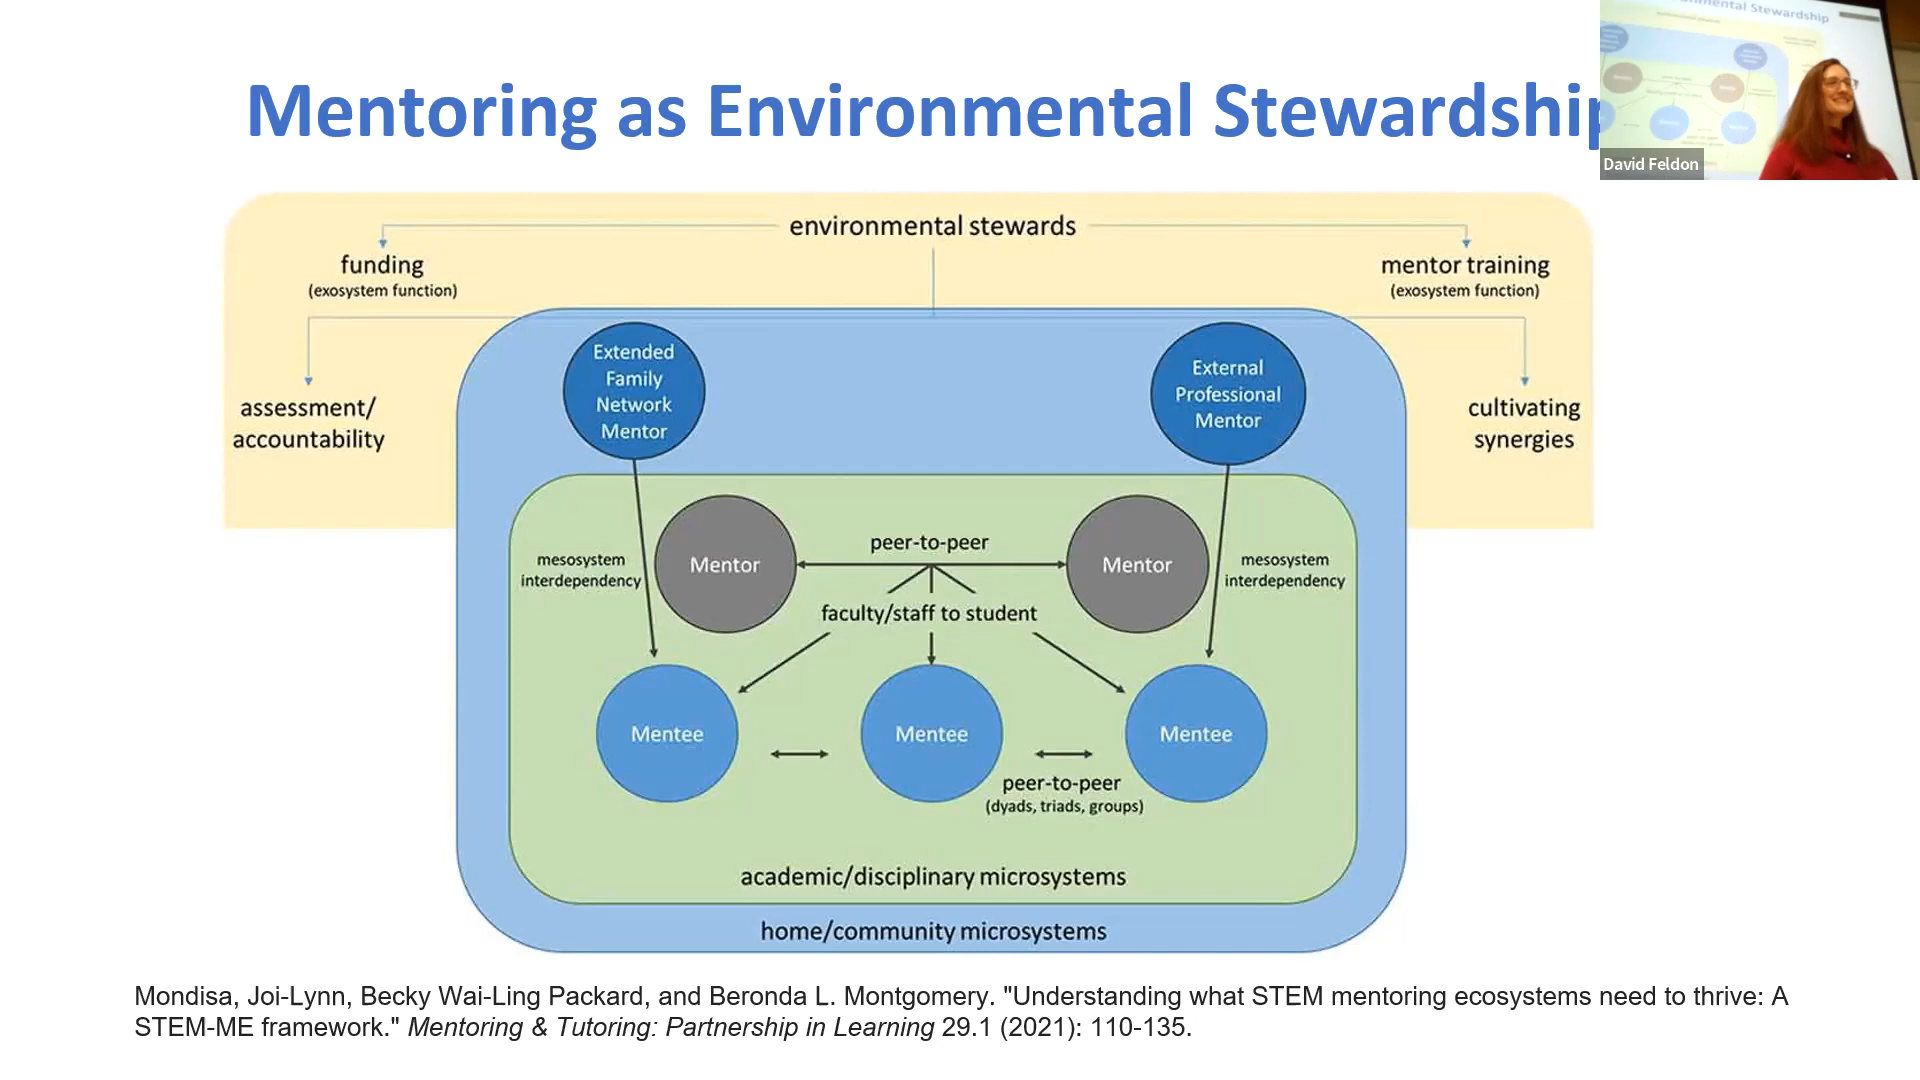 Mentoring as Environmental Stewardship
David Feldon
environmental stewards
funding
(exosystem function)
mentor training
(exosystem function)
assessment/
accountability
cultivating
synergies
Extended
Family
Network
Mentor
External
Professional
Mentor
mesosystem
interdependency
Mentor
peer-to-peer
Mentor
mesosystem
interdependency
faculty/staff to student
Mentee
Mentee
Mentee
peer-to-peer
(dyads, triads, groups)
academic/disciplinary microsystems
home/community microsystems
Mondisa, Joi-Lynn, Becky Wai-Ling Packard, and Beronda L. Montgomery. "Understanding what STEM mentoring ecosystems need to thrive: A
STEM-ME framework." Mentoring & Tutoring: Partnership in Learning 29.1 (2021): 110-135.